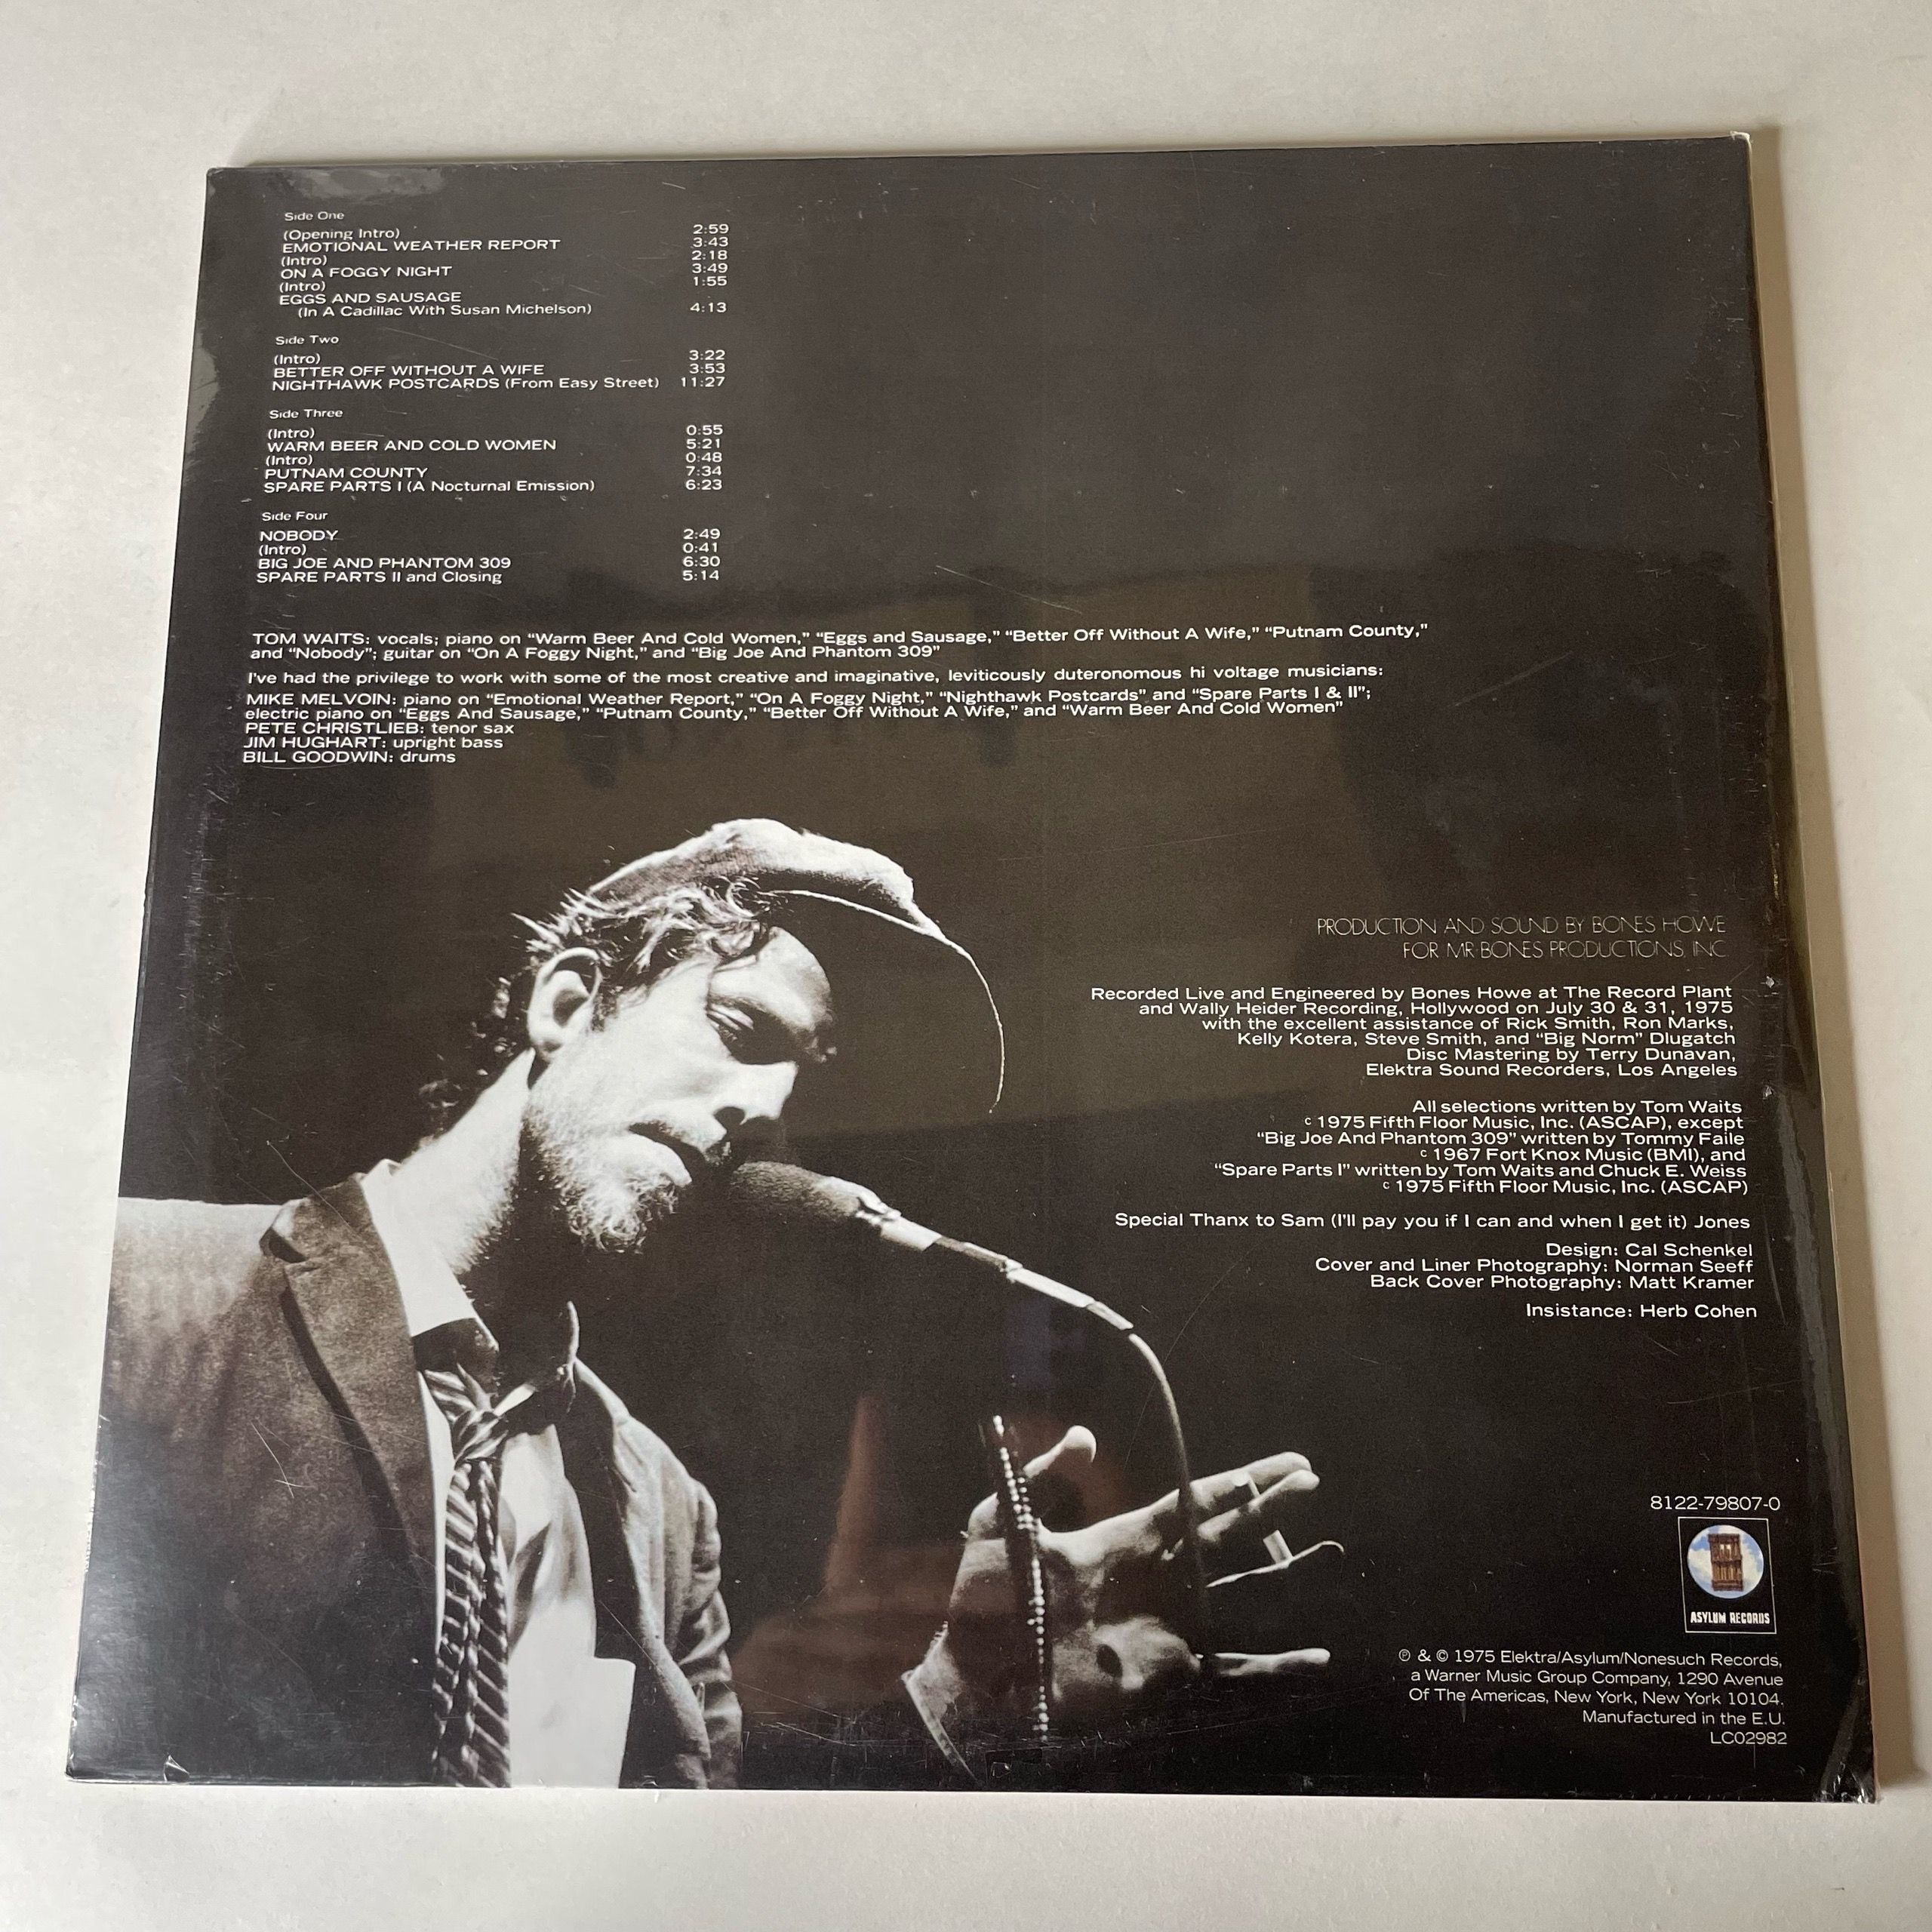 Side One
(Opening Intro) 2:59
EMOTIONAL WEATHER REPORT 3:43
(Intro) 2:18
ON A FOGGY NIGHT 3:49
(Intro) 1:55
EGGS AND SAUSAGE
(In A Cadillac With Susan Michelson) 4:13
Side Two
(Intro) 3:22
BETTER OFF WITHOUT A WIFE 3:53
NIGHTHAWK POSTCARDS (From Easy Street) 11:27
Side Three
(Intro) 0:55
WARM BEER AND COLD WOMEN 5:21
(Intro) 0:48
PUTNAM COUNTY 7:34
SPARE PARTS I (A Nocturnal Emission) 6:23
Side Four
NOBODY 2:49
(Intro) 0:41
BIG JOE AND PHANTOM 309 6:30
SPARE PARTS II and Closing 5:14
TOM WAITS: vocals; piano on “Warm Beer And Cold Women,” “Eggs and Sausage,” “Better Off Without A Wife,” “Putnam County,”
and “Nobody”; guitar on “On A Foggy Night,” and “Big Joe And Phantom 309”
I've had the privilege to work with some of the most creative and imaginative, leviticously duteronomous hi voltage musicians:
MIKE MELVOIN: piano on “Emotional Weather Report,” “On A Foggy Night,” “Nighthawk Postcards” and “Spare Parts I & II”;
electric piano on “Eggs And Sausage,” “Putnam County,” “Better Off Without A Wife,” and “Warm Beer And Cold Women”
PETE CHRISTLIEB: tenor sax
JIM HUGHART: upright bass
BILL GOODWIN: drums
PRODUCTION AND SOUND BY BONES HOWE
FOR MR. BONES PRODUCTIONS, INC
Recorded Live and Engineered by Bones Howe at The Record Plant
and Wally Heider Recording, Hollywood on July 30 & 31, 1975
with the excellent assistance of Rick Smith, Ron Marks,
Kelly Kotera, Steve Smith, and “Big Norm” Dlugatch
Disc Mastering by Terry Dunavan,
Elektra Sound Recorders, Los Angeles
All selections written by Tom Waits
c 1975 Fifth Floor Music, Inc. (ASCAP), except
“Big Joe And Phantom 309” written by Tommy Faile
c 1967 Fort Knox Music (BMI), and
“Spare Parts I” written by Tom Waits and Chuck E. Weiss
c 1975 Fifth Floor Music, Inc. (ASCAP)
Special Thanx to Sam (I'll pay you if I can and when I get it) Jones
Design: Cal Schenkel
Cover and Liner Photography: Norman Seeff
Back Cover Photography: Matt Kramer
Insistance: Herb Cohen
8122-79807-0
ASYLUM RECORDS
℗ & © 1975 Elektra/Asylum/Nonesuch Records,
a Warner Music Group Company, 1290 Avenue
Of The Americas, New York, New York 10104.
Manufactured in the E.U.
LC02982